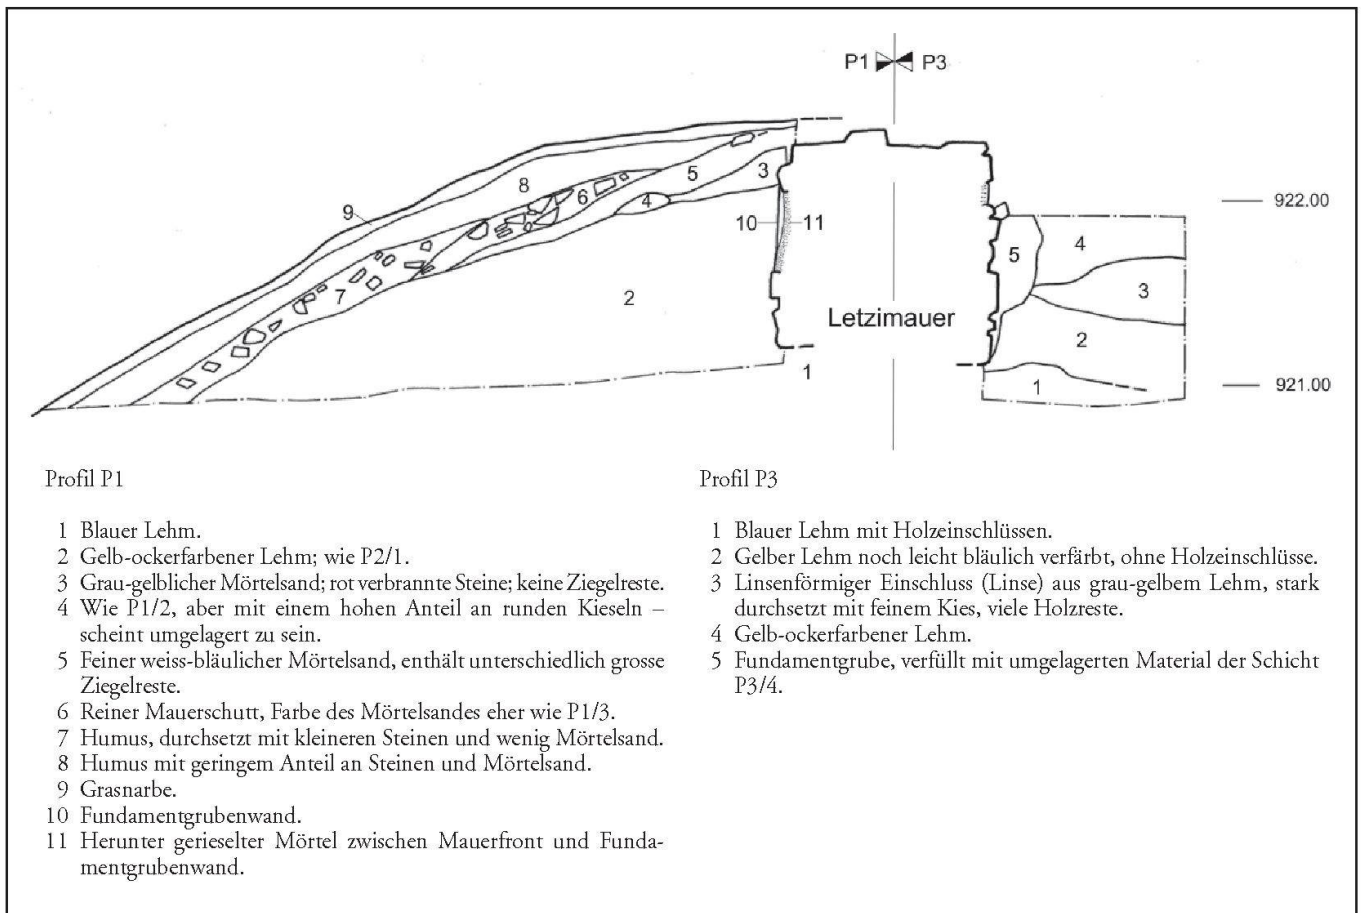 P1 P3
8
5
3
6
4
9
10 11
7
2
Letzimauer
1
922.00
4
5
3
2
1
921.00
Profil P1
1 Blauer Lehm.
2 Gelb-ockerfarbener Lehm; wie P2/1.
3 Grau-gelblicher Mörtelsand; rot verbrannte Steine; keine Ziegelreste.
4 Wie P1/2, aber mit einem hohen Anteil an runden Kieseln –
scheint umgelagert zu sein.
5 Feiner weiss-bläulicher Mörtelsand, enthält unterschiedlich grosse
Ziegelreste.
6 Reiner Mauerschutt, Farbe des Mörtelsandes eher wie P1/3.
7 Humus, durchsetzt mit kleineren Steinen und wenig Mörtelsand.
8 Humus mit geringem Anteil an Steinen und Mörtelsand.
9 Grasnarbe.
10 Fundamentgrubenwand.
11 Herunter gerieselter Mörtel zwischen Mauerfront und Funda-
mentgrubenwand.
Profil P3
1 Blauer Lehm mit Holzeinschlüssen.
2 Gelber Lehm noch leicht bläulich verfärbt, ohne Holzeinschlüsse.
3 Linsenförmiger Einschluss (Linse) aus grau-gelbem Lehm, stark
durchsetzt mit feinem Kies, viele Holzreste.
4 Gelb-ockerfarbener Lehm.
5 Fundamentgrube, verfüllt mit umgelagerten Material der Schicht
P3/4.